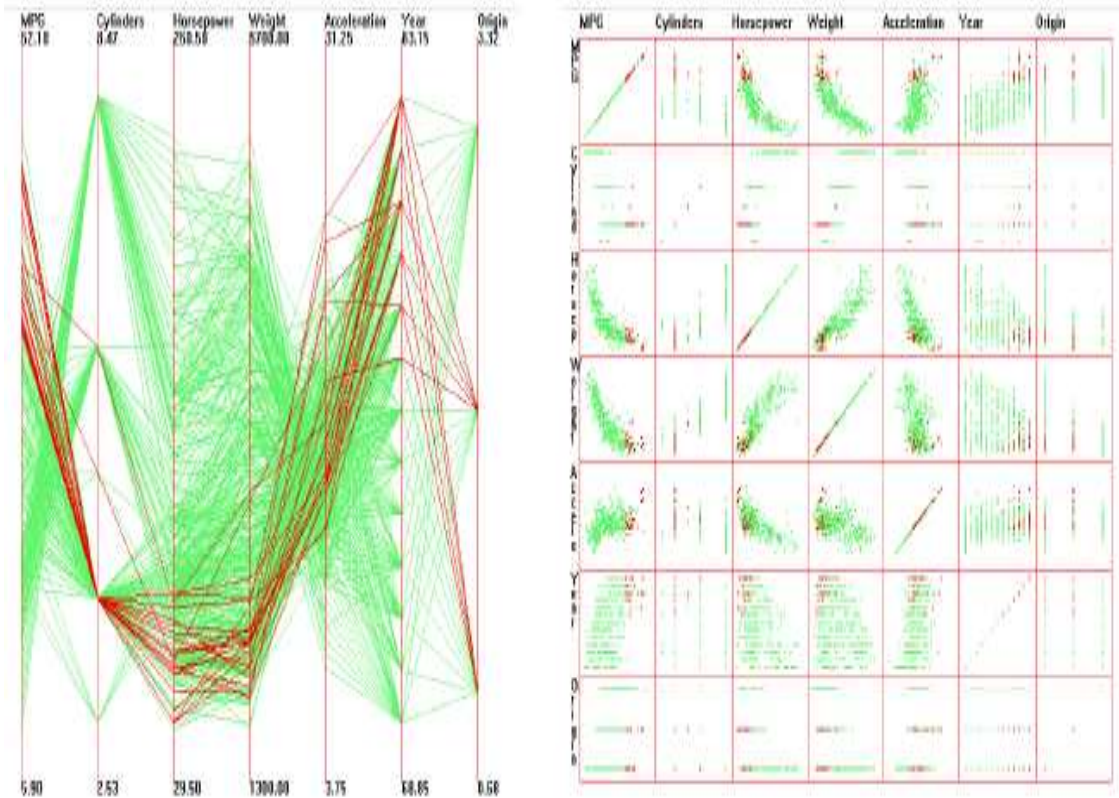 MPG Cylinders Horsepower Weight Acceleration Year Origin
52.10 8.47 250.50 5700.00 31.25 83.15 3.32
5.90 2.53 29.50 1300.00 3.75 68.85 0.68
MPG Cylinders Horsepower Weight Acceleration Year Origin